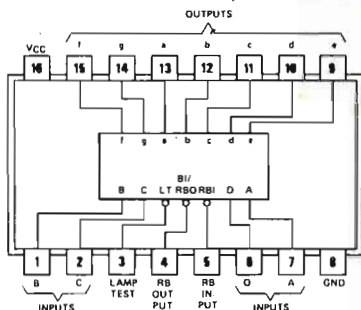 OUTPUTS
VCC f g a b c d e
16 15 14 13 12 11 10 9
f g a b c d e
BI/
B C LT RBO RBI D A
1 2 3 4 5 6 7 8
B C LAMP RB RB D A GND
TEST OUT IN-
PUT PUT
INPUTS INPUTS